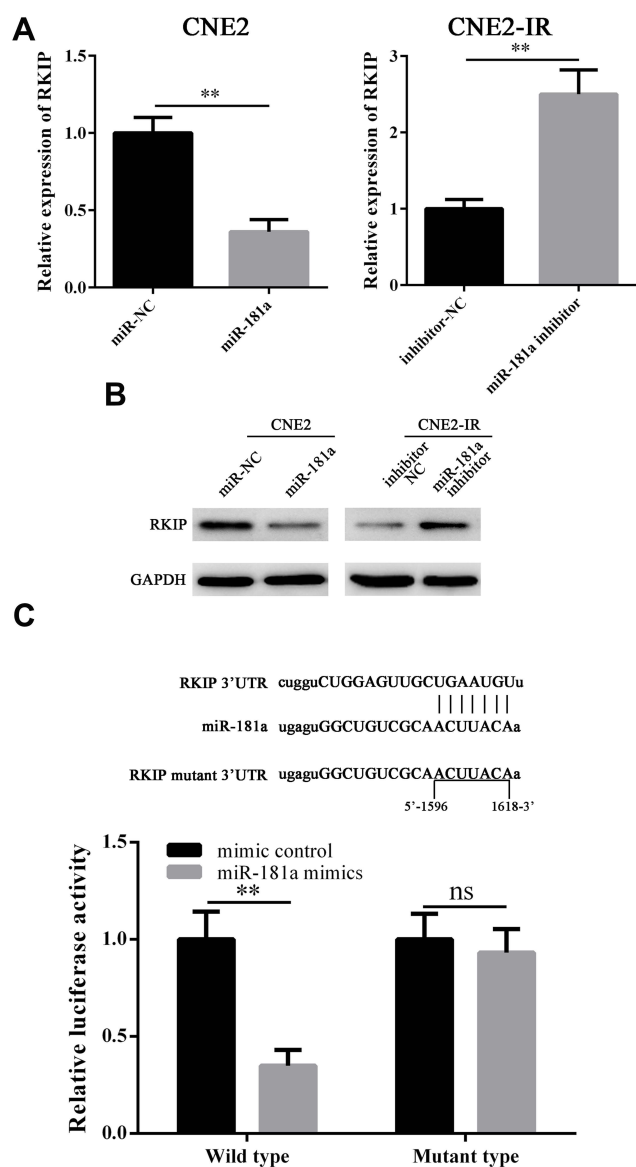 A
CNE2
CNE2-IR
Relative expression of RKIP
1.5
1.0
0.5
0.0
**
miR-NC
miR-181a
Relative expression of RKIP
3
2
1
0
**
inhibitor-NC
miR-181a inhibitor
B
CNE2
CNE2-IR
miR-NC
miR-181a
inhibitor
NC
miR-181a
inhibitor
RKIP
GAPDH
C
RKIP 3'UTR cugguCUGGAGUUGCUGAAUGUu
miR-181a ugaguGGCUGUCGCAACUUACAa
RKIP mutant 3'UTR ugaguGGCUGUCGCAACUUACAa
5'-1596 1618-3'
Relative luciferase activity
1.5
1.0
0.5
0.0
mimic control
miR-181a mimics
**
ns
Wild type
Mutant type